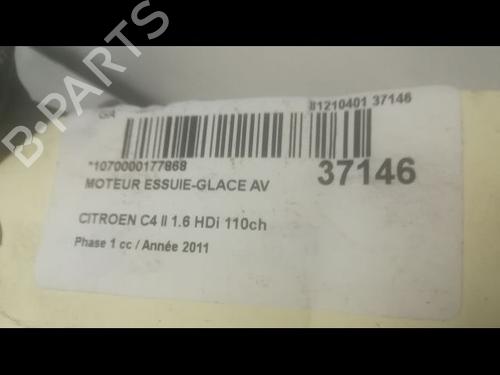 81210401 37146
*1070000177868
37146
MOTEUR ESSUIE-GLACE AV
CITROEN C4 II 1.6 HDi 110ch
Phase 1 cc / Année 2011
B-PARTS